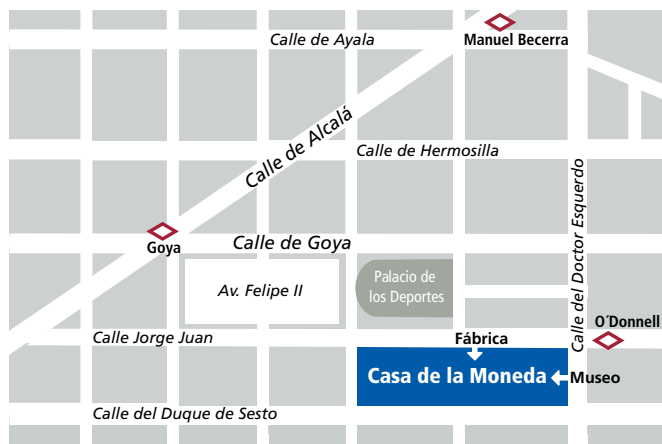 Calle de Ayala
Manuel Becerra
Calle de Alcalá
Calle de Hermosilla
Calle del Doctor Esquerdo
Goya
Calle de Goya
Palacio de
los Deportes
Av. Felipe II
O´Donnell
Calle Jorge Juan
Fábrica
Casa de la Moneda
Museo
Calle del Duque de Sesto